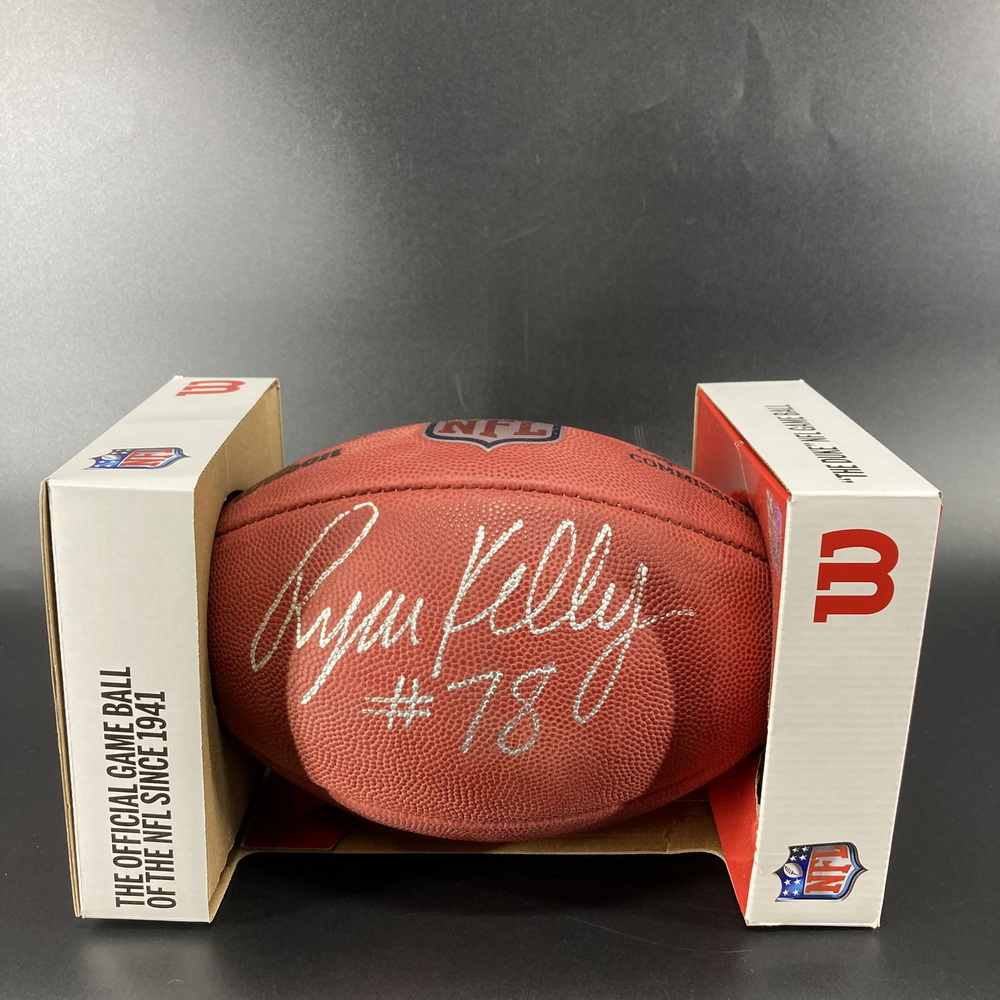 W
NFL
THE OFFICIAL GAME BALL
OF THE NFL SINCE 1941
NFL
Ryan Kelly
#78
"THE DUKE" NFL GAME BALL
W
NFL